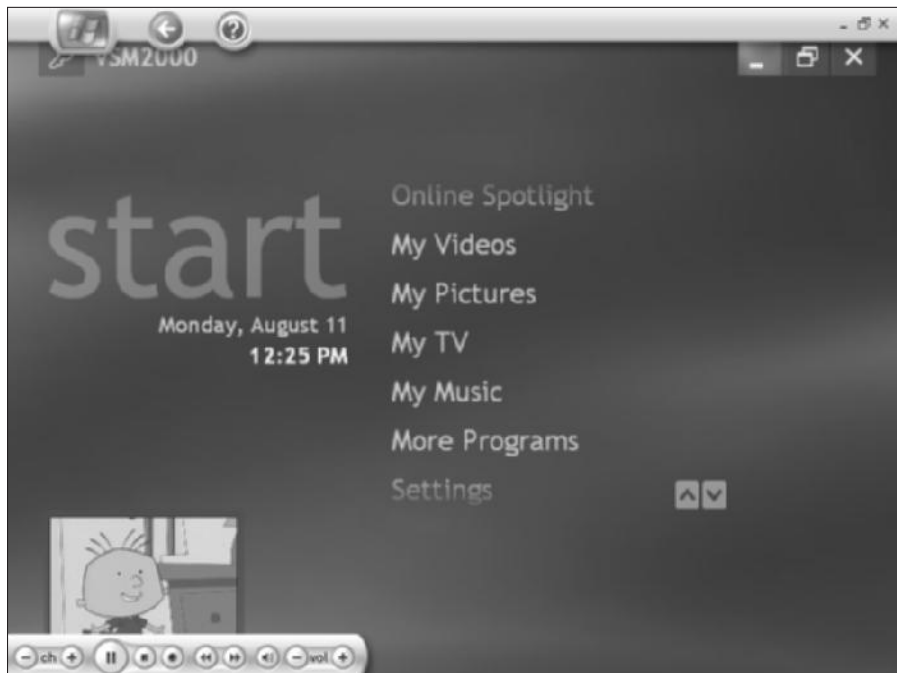 VSM2000
start
Monday, August 11
12:25 PM
Online Spotlight
My Videos
My Pictures
My TV
My Music
More Programs
Settings
ch
vol